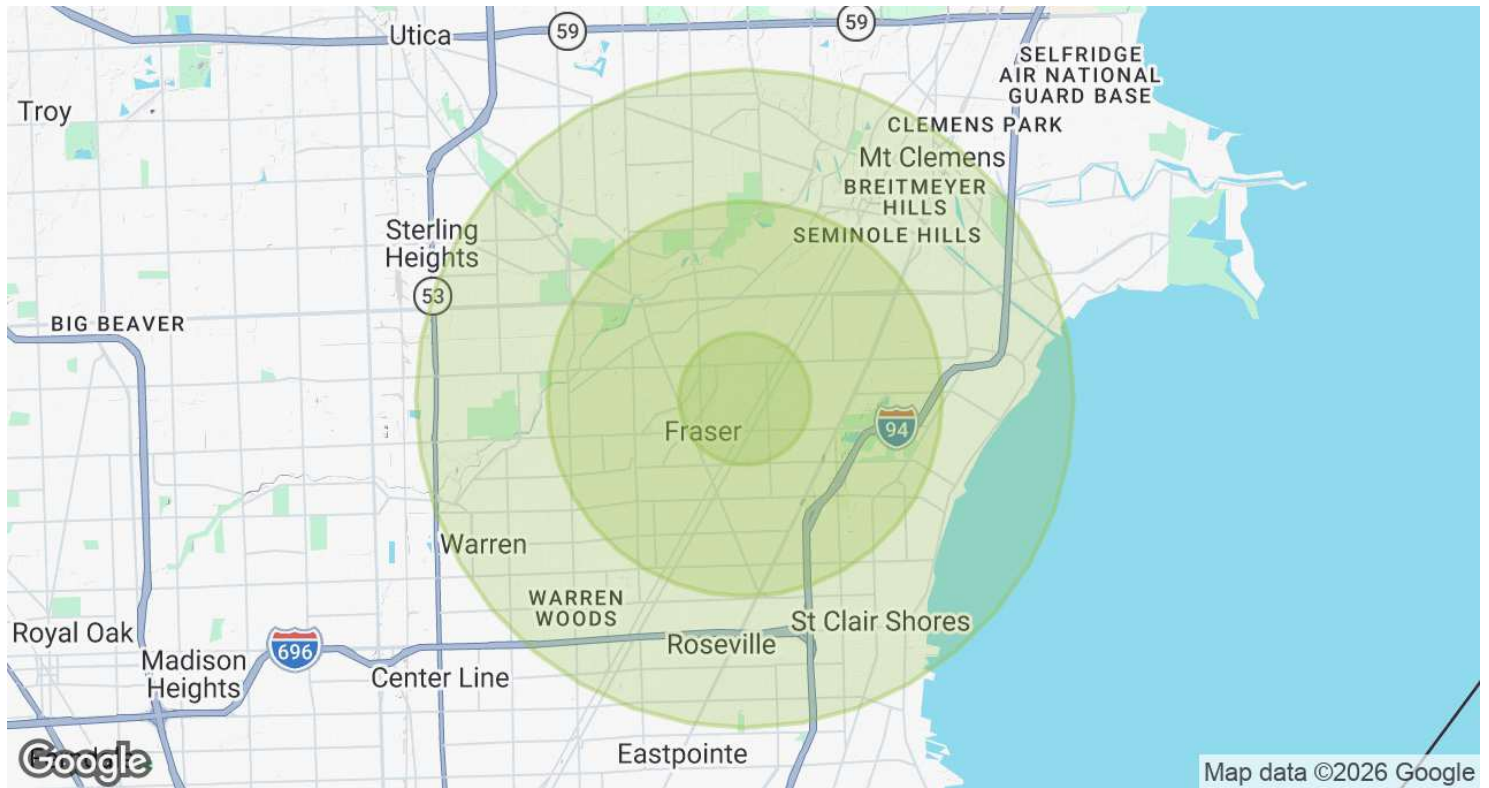 59
59
Utica
SELFRIDGE
AIR NATIONAL
GUARD BASE
Troy
CLEMENS PARK
Mt Clemens
BREITMEYER
HILLS
SEMINOLE HILLS
Sterling
Heights
53
BIG BEAVER
Fraser
94
Warren
WARREN
WOODS
St Clair Shores
Royal Oak
696
Roseville
Madison
Heights
Center Line
Eastpointe
Google
Map data ©2026 Google